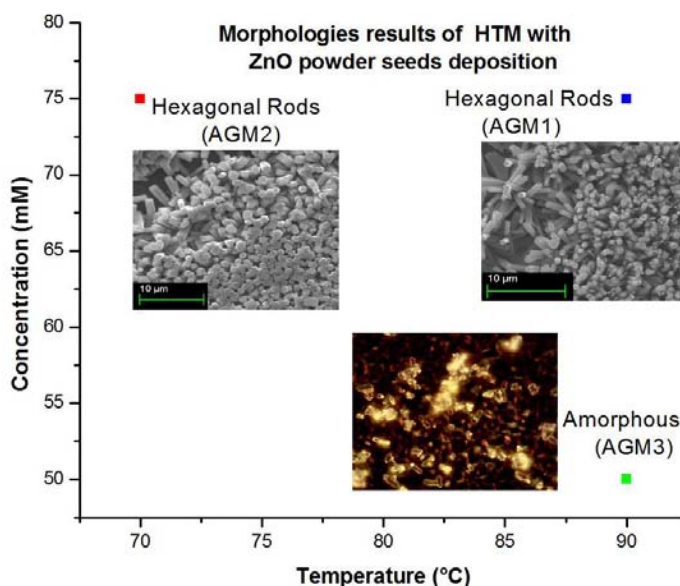 Morphologies results of HTM with
ZnO powder seeds deposition
80
75
70
65
60
55
50
Concentration (mM)
Hexagonal Rods
(AGM2)
Hexagonal Rods
(AGM1)
10 µm
10 µm
Amorphous
(AGM3)
70
75
80
85
90
Temperature (ºC)